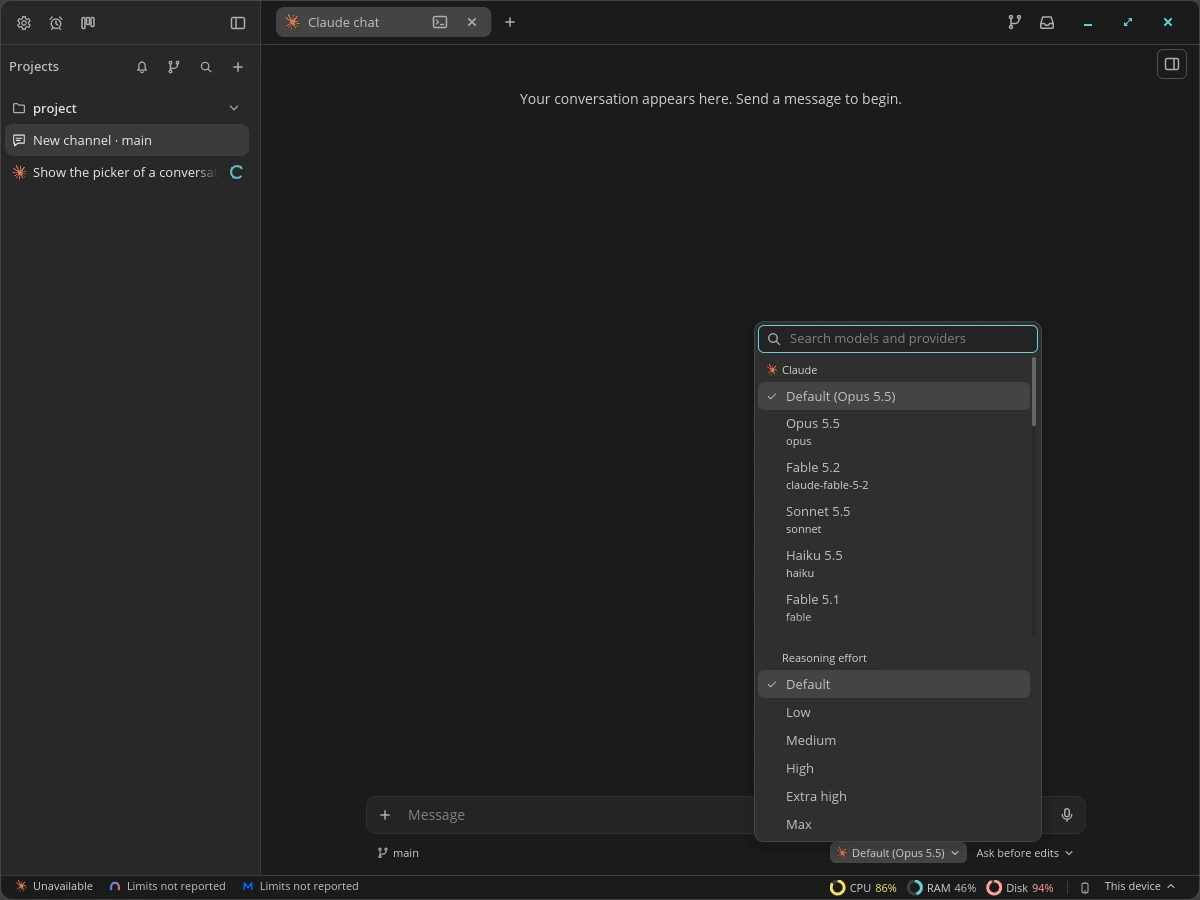 Claude chat
Projects
project
New channel · main
Show the picker of a conversat
Your conversation appears here. Send a message to begin.
Search models and providers
Claude
Default (Opus 5.5)
Opus 5.5
opus
Fable 5.2
claude-fable-5-2
Sonnet 5.5
sonnet
Haiku 5.5
haiku
Fable 5.1
fable
Reasoning effort
Default
Low
Medium
High
Extra high
Max
Message
main
Default (Opus 5.5)
Ask before edits
Unavailable
Limits not reported
Limits not reported
CPU 86%
RAM 46%
Disk 94%
This device